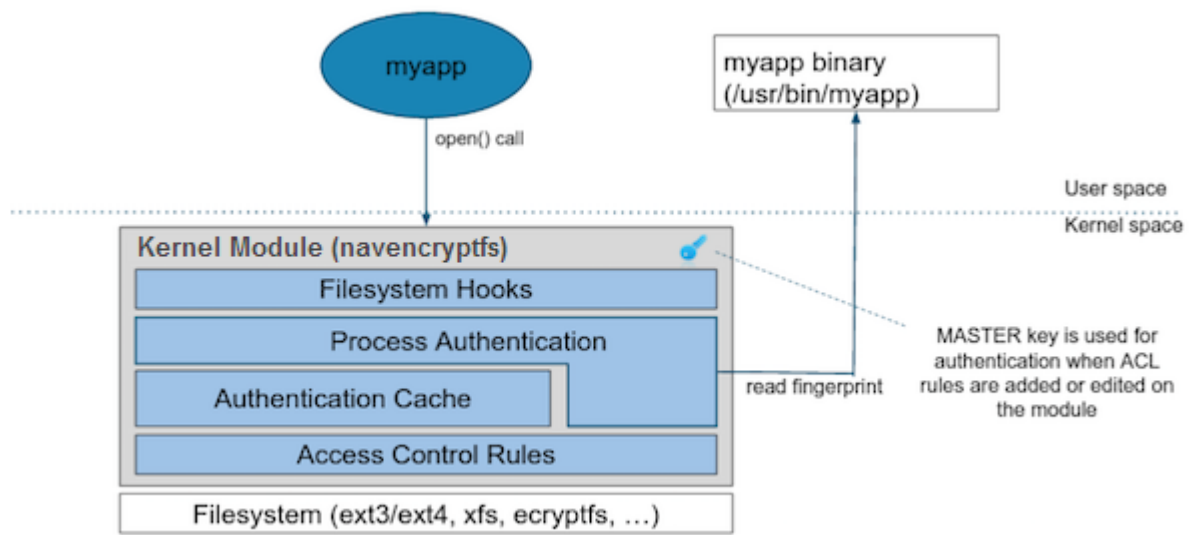 myapp
myapp binary
(/usr/bin/myapp)
open() call
User space
Kernel space
Kernel Module (navencryptfs)
Filesystem Hooks
Process Authentication
Authentication Cache
read fingerprint
MASTER key is used for
authentication when ACL
rules are added or edited on
the module
Access Control Rules
Filesystem (ext3/ext4, xfs, ecryptfs, …)